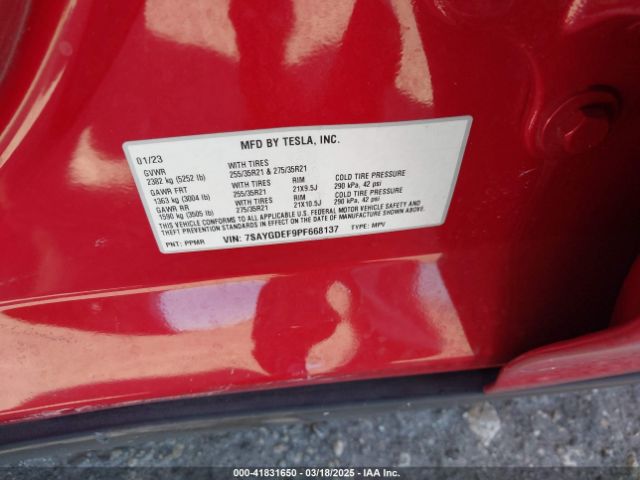 MFD BY TESLA, INC.
01/23
GVWR WITH TIRES
2382 kg (5252 lb) 255/35R21 & 275/35R21
GAWR FRT WITH TIRES RIM COLD TIRE PRESSURE
1363 kg (3004 lb) 255/35R21 21X9.5J 290 kPa, 42 psi
GAWR RR WITH TIRES RIM COLD TIRE PRESSURE
1590 kg (3505 lb) 275/35R21 21X10.5J 290 kPa, 42 psi
THIS VEHICLE CONFORMS TO ALL APPLICABLE U.S. FEDERAL MOTOR VEHICLE SAFETY AND
THEFT PREVENTION STANDARDS IN EFFECT ON THE DATE OF MANUFACTURE SHOWN ABOVE.
PNT: PPMR VIN: 7SAYGDEF9PF668137 TYPE: MPV
000-41831650 - 03/18/2025 - IAA Inc.